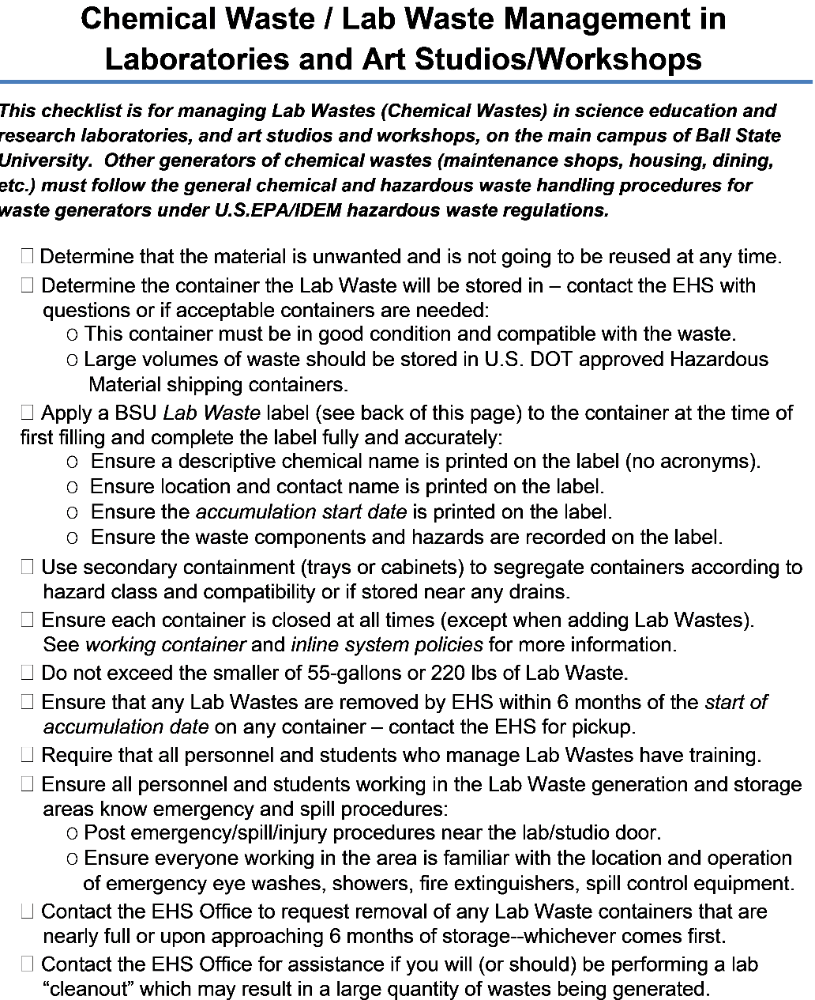 Chemical Waste / Lab Waste Management in
Laboratories and Art Studios/Workshops
This checklist is for managing Lab Wastes (Chemical Wastes) in science education and
research laboratories, and art studios and workshops, on the main campus of Ball State
University.  Other generators of chemical wastes (maintenance shops, housing, dining,
etc.) must follow the general chemical and hazardous waste handling procedures for
waste generators under U.S.EPA/IDEM hazardous waste regulations.
□ Determine that the material is unwanted and is not going to be reused at any time.
□ Determine the container the Lab Waste will be stored in – contact the EHS with
questions or if acceptable containers are needed:
o This container must be in good condition and compatible with the waste.
o Large volumes of waste should be stored in U.S. DOT approved Hazardous
Material shipping containers.
□ Apply a BSU Lab Waste label (see back of this page) to the container at the time of
first filling and complete the label fully and accurately:
o Ensure a descriptive chemical name is printed on the label (no acronyms).
o Ensure location and contact name is printed on the label.
o Ensure the accumulation start date is printed on the label.
o Ensure the waste components and hazards are recorded on the label.
□ Use secondary containment (trays or cabinets) to segregate containers according to
hazard class and compatibility or if stored near any drains.
□ Ensure each container is closed at all times (except when adding Lab Wastes).
See working container and inline system policies for more information.
□ Do not exceed the smaller of 55-gallons or 220 lbs of Lab Waste.
□ Ensure that any Lab Wastes are removed by EHS within 6 months of the start of
accumulation date on any container – contact the EHS for pickup.
□ Require that all personnel and students who manage Lab Wastes have training.
□ Ensure all personnel and students working in the Lab Waste generation and storage
areas know emergency and spill procedures:
o Post emergency/spill/injury procedures near the lab/studio door.
o Ensure everyone working in the area is familiar with the location and operation
of emergency eye washes, showers, fire extinguishers, spill control equipment.
□ Contact the EHS Office to request removal of any Lab Waste containers that are
nearly full or upon approaching 6 months of storage--whichever comes first.
□ Contact the EHS Office for assistance if you will (or should) be performing a lab
“cleanout” which may result in a large quantity of wastes being generated.